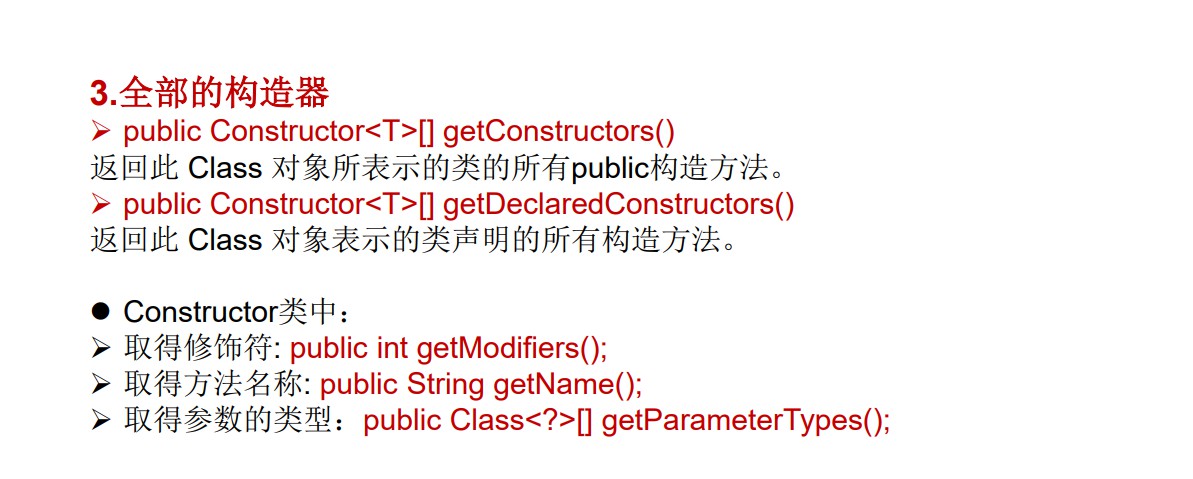 3.全部的构造器
➢ public Constructor<T>[] getConstructors()
返回此 Class 对象所表示的类的所有public构造方法。
➢ public Constructor<T>[] getDeclaredConstructors()
返回此 Class 对象表示的类声明的所有构造方法。
● Constructor类中：
➢ 取得修饰符: public int getModifiers();
➢ 取得方法名称: public String getName();
➢ 取得参数的类型：public Class<?>[] getParameterTypes();